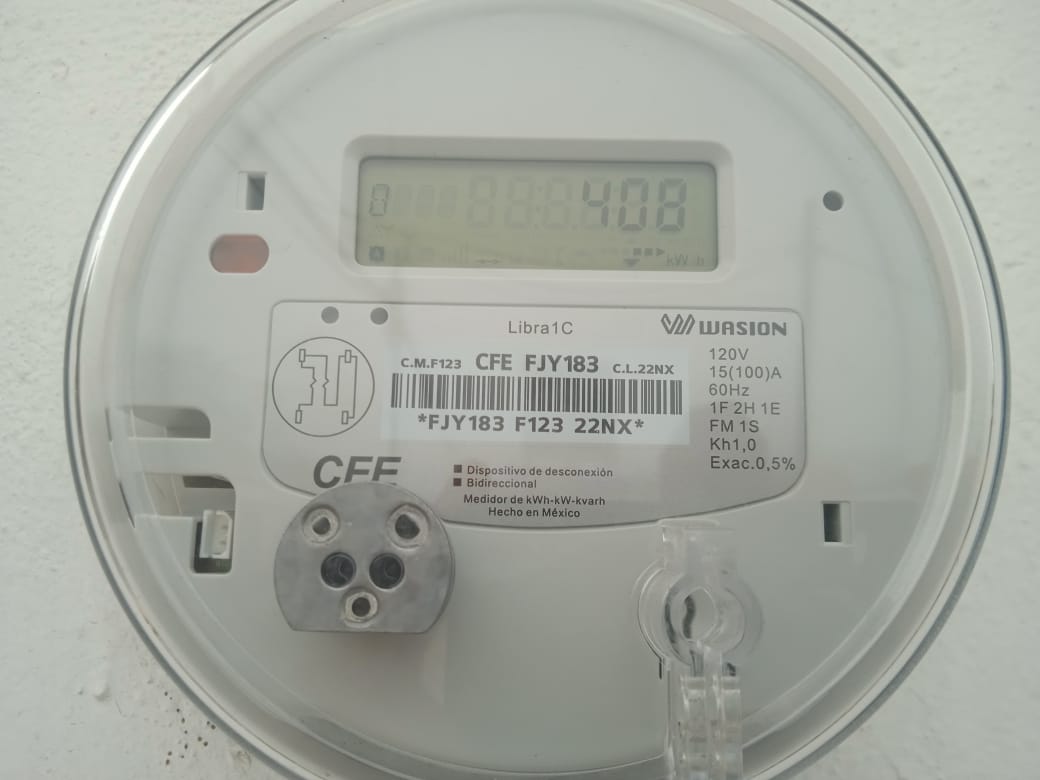 408
kW h
Libra1C
WASION
C.M.F123 CFE FJY183 C.L.22NX
*FJY183 F123 22NX*
120V
15(100)A
60Hz
1F 2H 1E
FM 1S
Kh1,0
Exac.0,5%
CFE
Dispositivo de desconexión
Bidireccional
Medidor de kWh-kW-kvarh
Hecho en México